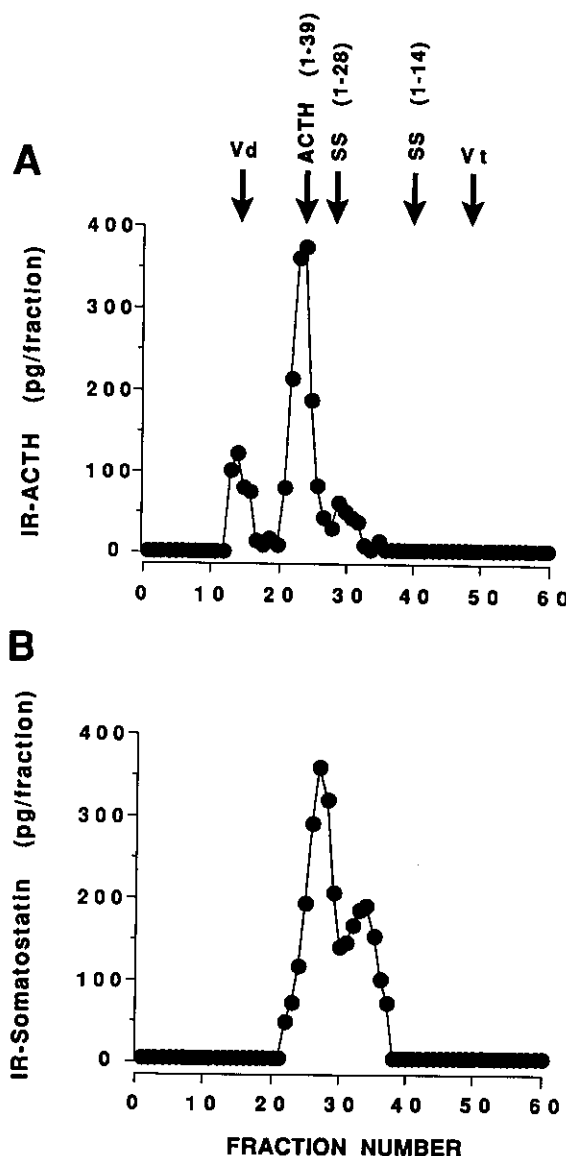 A
Vd
ACTH (1-39)
SS (1-28)
SS (1-14)
Vt
IR-ACTH (pg/fraction)
400
300
200
100
0
0 10 20 30 40 50 60
B
IR-Somatostatin (pg/fraction)
400
300
200
100
0
0 10 20 30 40 50 60
FRACTION NUMBER